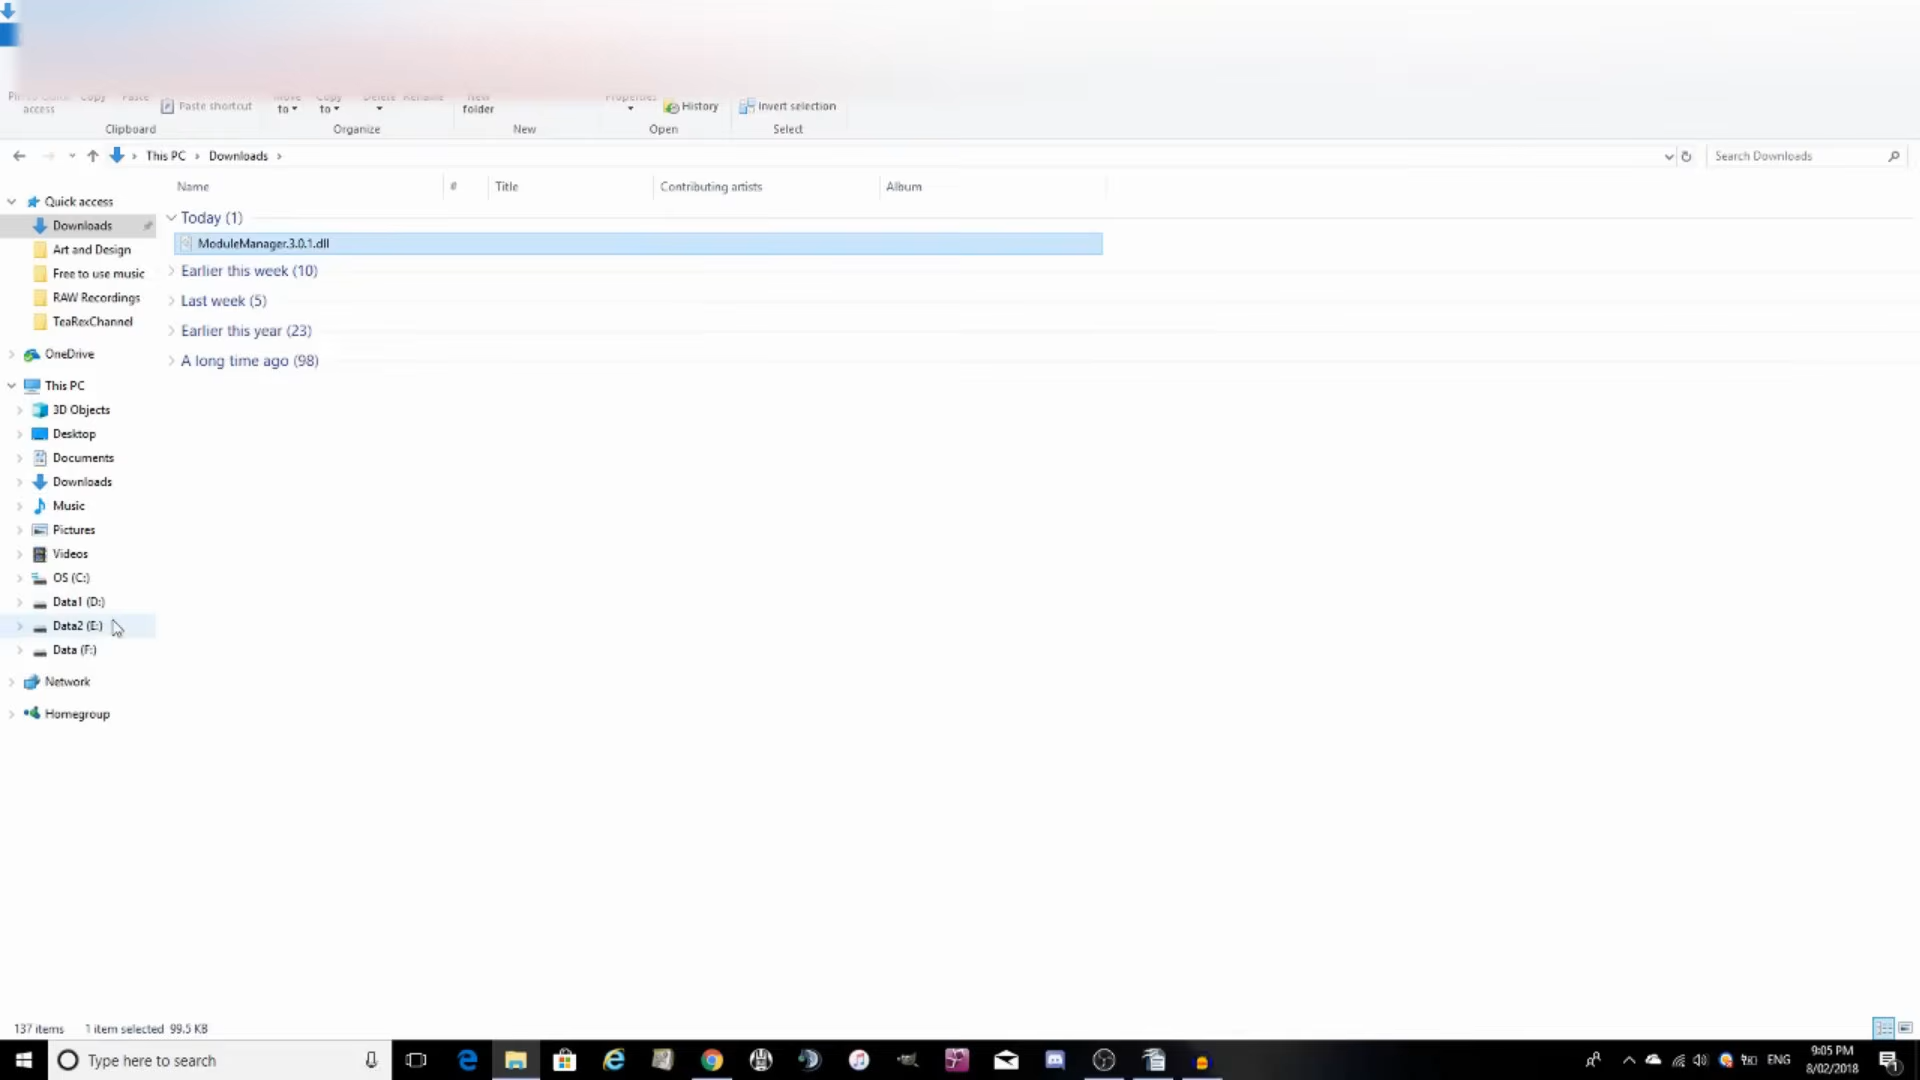 access
Paste shortcut
to
to
folder
History
Invert selection
Clipboard
Organize
New
Open
Select
This PC
Downloads
Search Downloads
Name
#
Title
Contributing artists
Album
Quick access
Downloads
Art and Design
Free to use music
RAW Recordings
TeaRexChannel
OneDrive
This PC
3D Objects
Desktop
Documents
Downloads
Music
Pictures
Videos
OS (C:)
Data1 (D:)
Data2 (E:)
Data (F:)
Network
Homegroup
Today (1)
ModuleManager.3.0.1.dll
Earlier this week (10)
Last week (5)
Earlier this year (23)
A long time ago (98)
137 items
1 item selected 99.5 KB
Type here to search
ENG
9:05 PM
8/02/2018
1